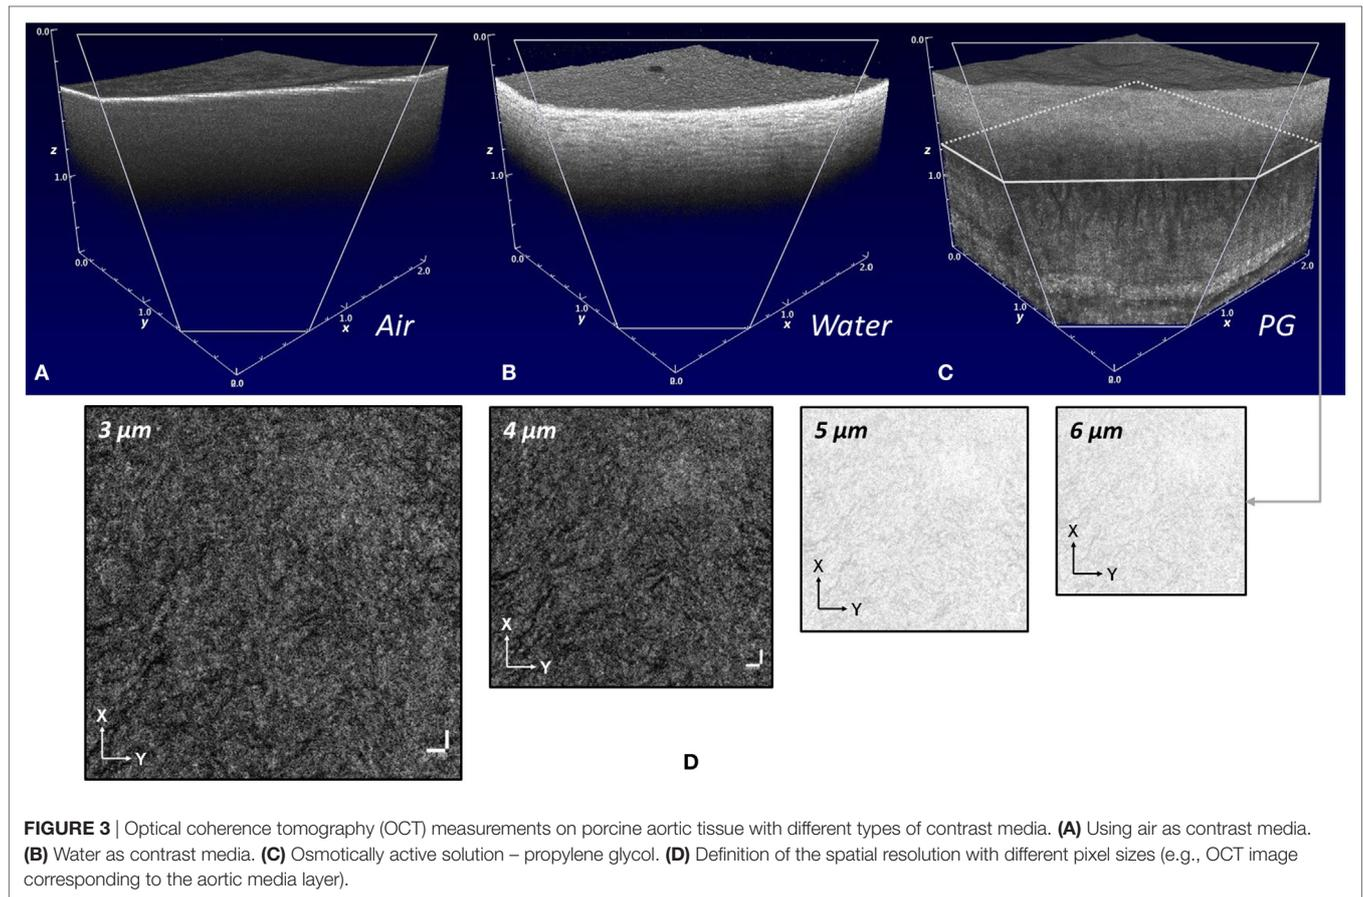 0.0
z
1.0
0.0
1.0
y
0.0
1.0
x
2.0
Air
A
0.0
z
1.0
0.0
1.0
y
0.0
1.0
x
2.0
Water
B
0.0
z
1.0
0.0
1.0
y
0.0
1.0
x
2.0
PG
C
3 μm
X
Y
4 μm
X
Y
5 μm
X
Y
6 μm
X
Y
D
FIGURE 3 | Optical coherence tomography (OCT) measurements on porcine aortic tissue with different types of contrast media. (A) Using air as contrast media.
(B) Water as contrast media. (C) Osmotically active solution – propylene glycol. (D) Definition of the spatial resolution with different pixel sizes (e.g., OCT image
corresponding to the aortic media layer).